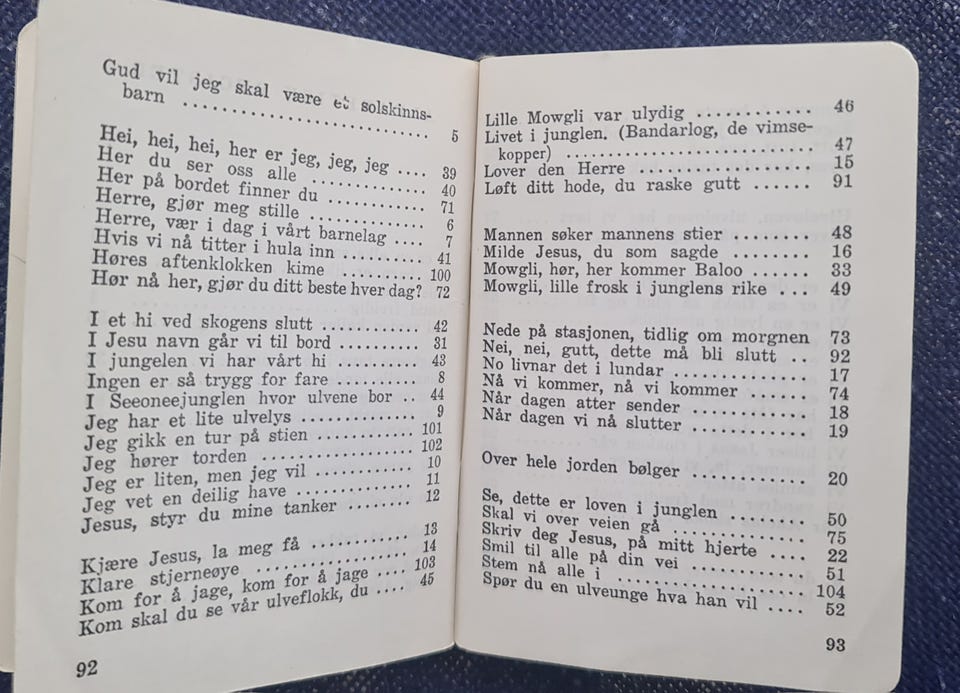 Gud vil jeg skal være et solskinns-
barn .................................. 5
Hei, hei, hei, her er jeg, jeg, jeg .... 39
Her du ser oss alle ................ 40
Her på bordet finner du ............ 71
Herre, gjør meg stille .............. 6
Herre, vær i dag i vårt barnelag .... 7
Hvis vi nå titter i hula inn .......... 41
Høres aftenklokken kime .......... 100
Hør nå her, gjør du ditt beste hver dag? 72
I et hi ved skogens slutt ............ 42
I Jesu navn går vi til bord .......... 31
I jungelen vi har vårt hi ............ 43
Ingen er så trygg for fare .......... 8
I Seeoneejunglen hvor ulvene bor .. 44
Jeg har et lite ulvelys .............. 9
Jeg gikk en tur på stien ............ 101
Jeg hører torden .................. 102
Jeg er liten, men jeg vil ............ 10
Jeg vet en deilig have .............. 11
Jesus, styr du mine tanker .......... 12
Kjære Jesus, la meg få ............ 13
Klare stjerneøye .................. 14
Kom for å jage, kom for å jage .... 103
Kom skal du se vår ulveflokk, du .... 45
92
Lille Mowgli var ulydig ............ 46
Livet i junglen. (Bandarlog, de vimse-
kopper) .......................... 47
Lover den Herre .................. 15
Løft ditt hode, du raske gutt ...... 91
Mannen søker mannens stier ........ 48
Milde Jesus, du som sagde .......... 16
Mowgli, hør, her kommer Baloo ...... 33
Mowgli, lille frosk i junglens rike ... 49
Nede på stasjonen, tidlig om morgnen 73
Nei, nei, gutt, dette må bli slutt .. 92
No livnar det i lundar .............. 17
Nå vi kommer, nå vi kommer ........ 74
Når dagen atter sender ............ 18
Når dagen vi nå slutter ............ 19
Over hele jorden bølger ............ 20
Se, dette er loven i junglen ........ 50
Skal vi over veien gå .............. 75
Skriv deg Jesus, på mitt hjerte .... 22
Smil til alle på din vei ............ 51
Stem nå alle i .................... 104
Spør du en ulveunge hva han vil .... 52
93